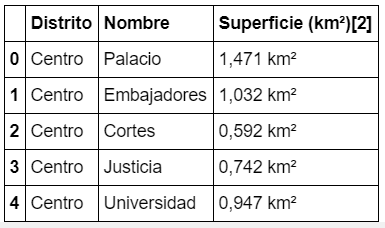 Distrito Nombre Superficie (km²)[2]
0 Centro Palacio 1,471 km²
1 Centro Embajadores 1,032 km²
2 Centro Cortes 0,592 km²
3 Centro Justicia 0,742 km²
4 Centro Universidad 0,947 km²